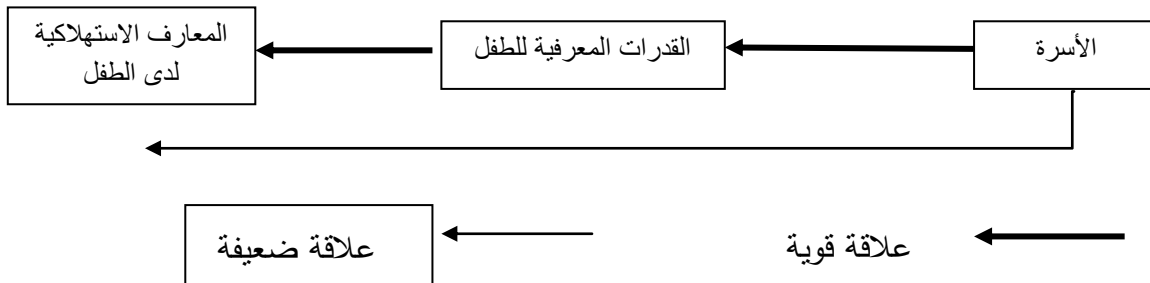 الأسرة
القدرات المعرفية للطفل
المعارف الاستهلاكية
لدى الطفل
علاقة قوية
علاقة ضعيفة